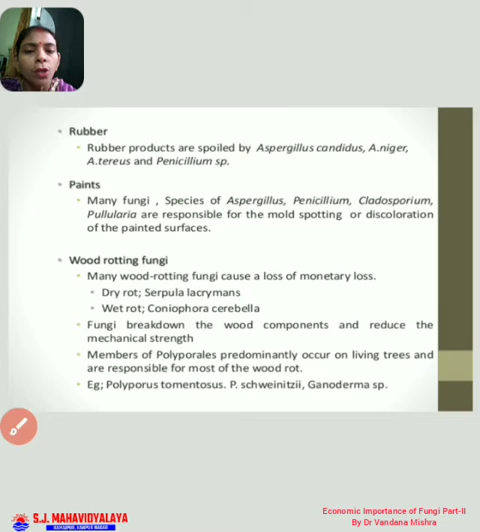 • Rubber
• Rubber products are spoiled by Aspergillus candidus, A.niger,
A.tereus and Penicillium sp.
• Paints
• Many fungi , Species of Aspergillus, Penicillium, Cladosporium,
Pullularia are responsible for the mold spotting or discoloration
of the painted surfaces.
• Wood rotting fungi
• Many wood-rotting fungi cause a loss of monetary loss.
• Dry rot; Serpula lacrymans
• Wet rot; Coniophora cerebella
• Fungi breakdown the wood components and reduce the
mechanical strength
• Members of Polyporales predominantly occur on living trees and
are responsible for most of the wood rot.
• Eg; Polyporus tomentosus. P. schweinitzii, Ganoderma sp.
S.J. MAHAVIDYALAYA
RAMAIPUR, KANPUR NAGAR
Economic Importance of Fungi Part-II
By Dr Vandana Mishra